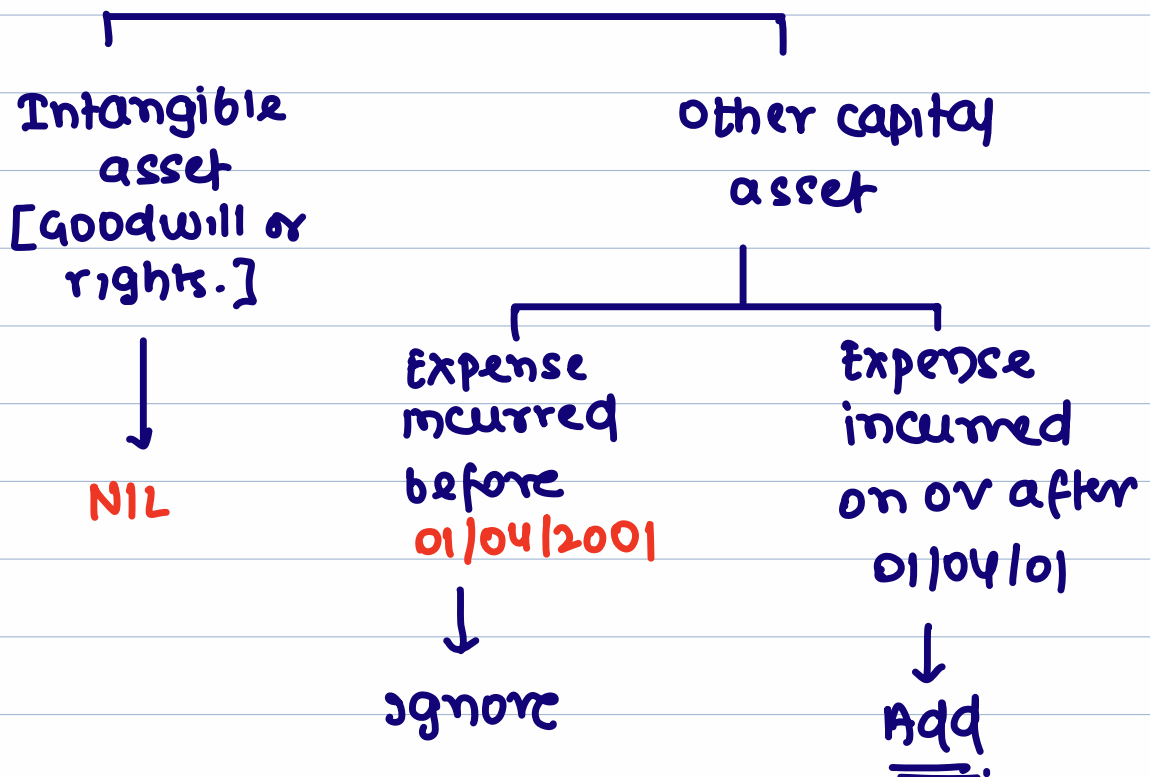 Intangible
asset
[Goodwill or
rights.]
NIL
Other capital
asset
Expense
incurred
before
01/04/2001
Ignore
Expense
incurred
on or after
01/04/01
Add